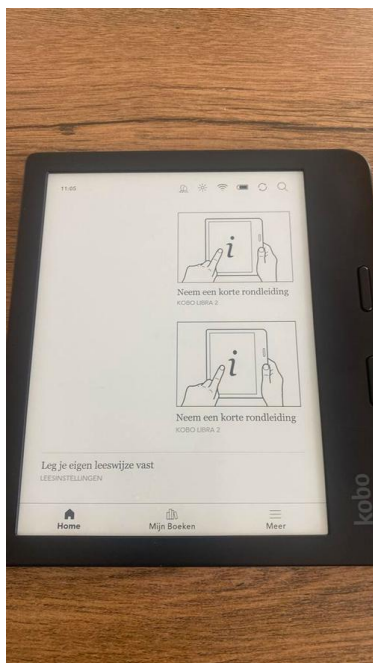 11:05
Neem een korte rondleiding
KOBO LIBRA 2
Neem een korte rondleiding
KOBO LIBRA 2
Leg je eigen leeswijze vast
LEESINSTELLINGEN
Home
Mijn Boeken
Meer
kobo